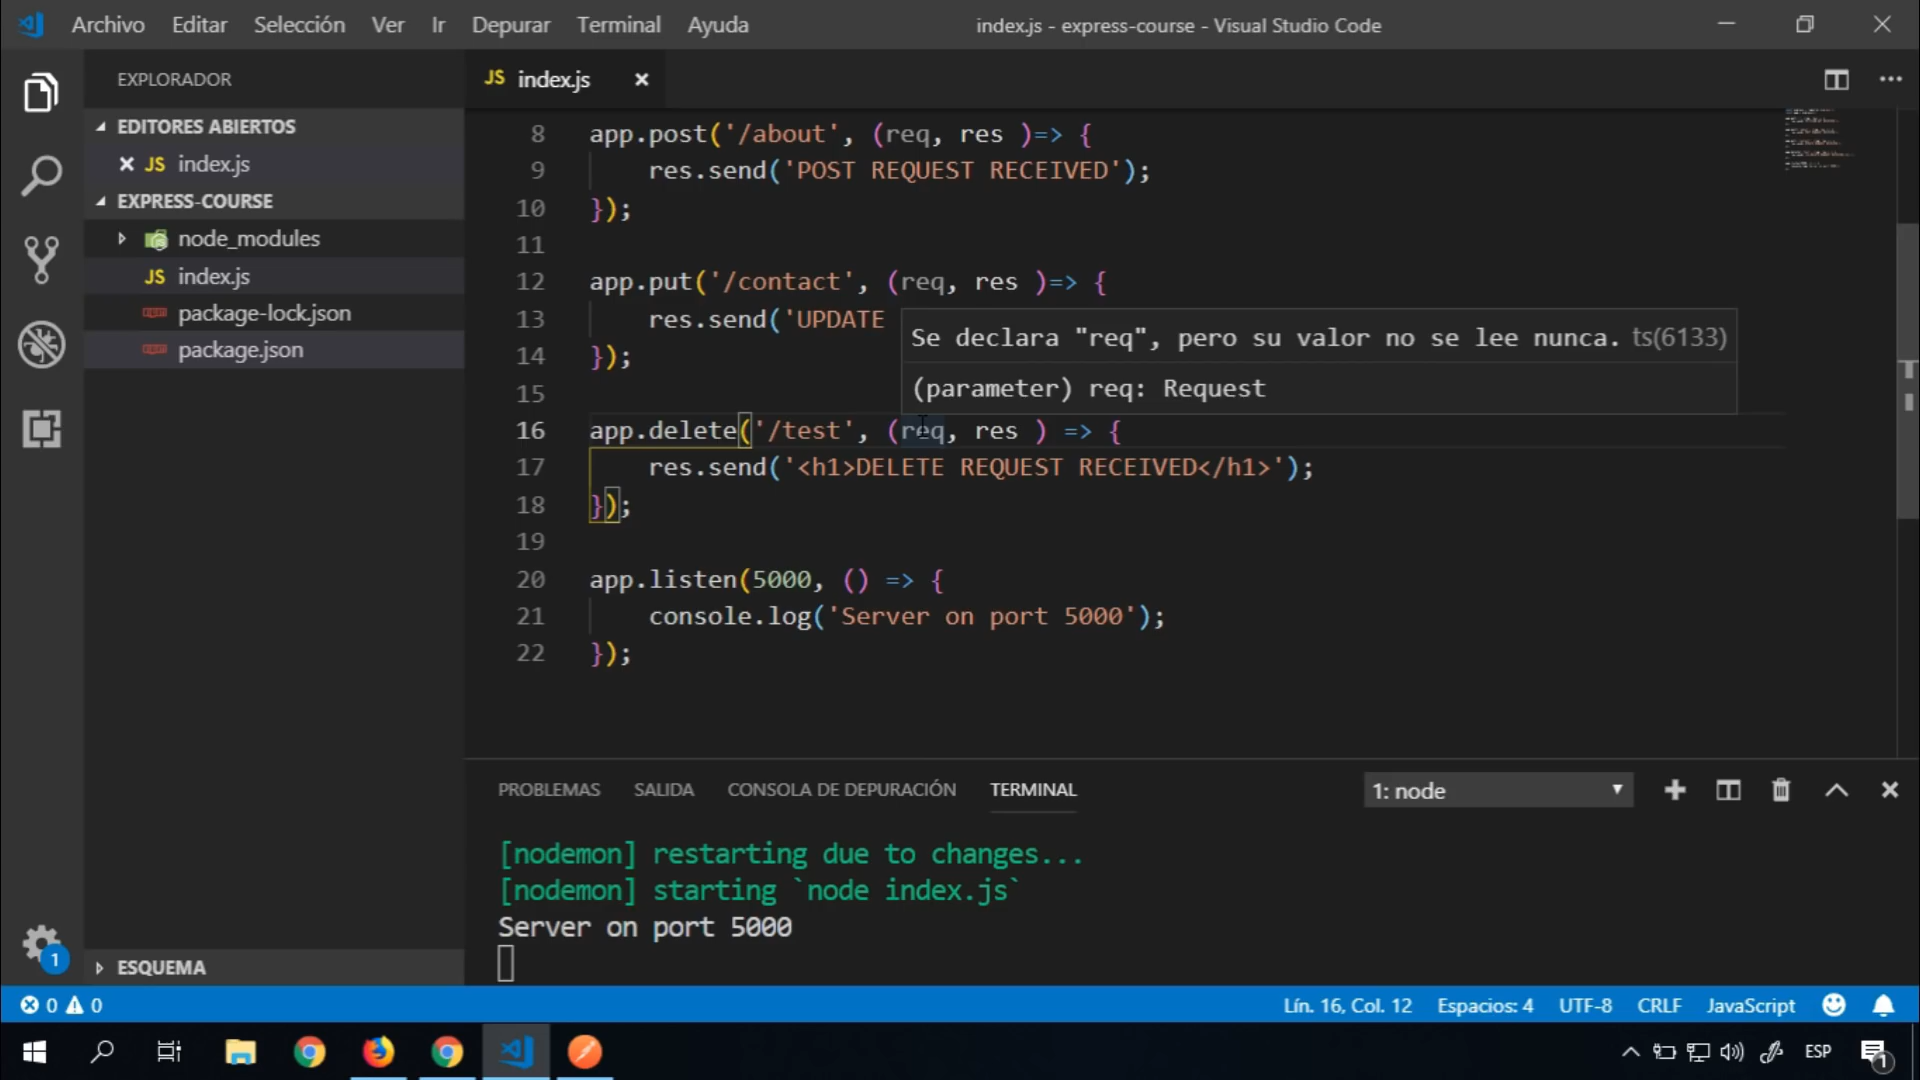 Archivo Editar Selección Ver Ir Depurar Terminal Ayuda index.js - express-course - Visual Studio Code
EXPLORADOR
EDITORES ABIERTOS
JS index.js
EXPRESS-COURSE
node_modules
JS index.js
package-lock.json
package.json
ESQUEMA
JS index.js
8 app.post('/about', (req, res )=> {
9 res.send('POST REQUEST RECEIVED');
10 });
11
12 app.put('/contact', (req, res )=> {
13 res.send('UPDATE
14 });
15
Se declara "req", pero su valor no se lee nunca. ts(6133)
(parameter) req: Request
16 app.delete('/test', (req, res ) => {
17 res.send('<h1>DELETE REQUEST RECEIVED</h1>');
18 });
19
20 app.listen(5000, () => {
21 console.log('Server on port 5000');
22 });
PROBLEMAS SALIDA CONSOLA DE DEPURACIÓN TERMINAL 1: node
[nodemon] restarting due to changes...
[nodemon] starting `node index.js`
Server on port 5000
1
0 0 Lín. 16, Col. 12 Espacios: 4 UTF-8 CRLF JavaScript
ESP 1